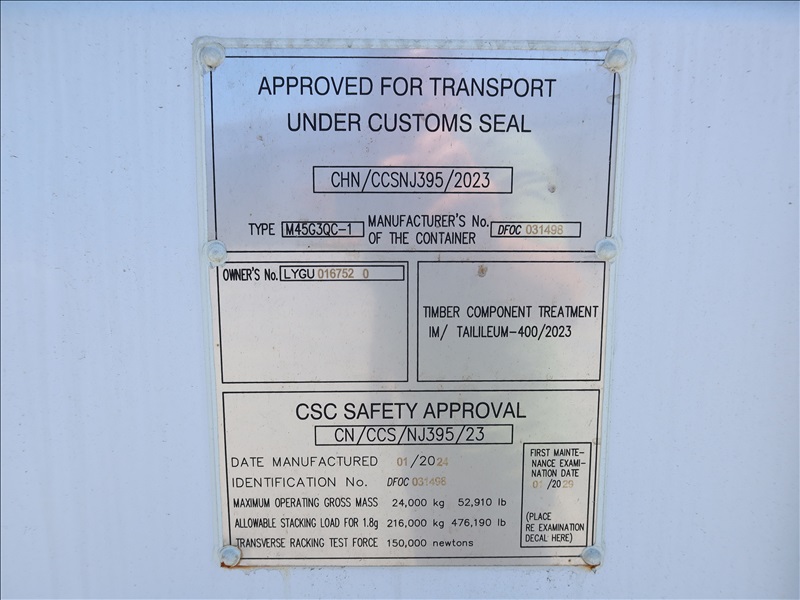 APPROVED FOR TRANSPORT
UNDER CUSTOMS SEAL
CHN/CCSNJ395/2023
TYPE M45G3QC-1 MANUFACTURER'S No. OF THE CONTAINER DFOC 031498
OWNER'S No. LYGU 016752 0
TIMBER COMPONENT TREATMENT
IM/ TAILILEUM-400/2023
CSC SAFETY APPROVAL
CN/CCS/NJ395/23
DATE MANUFACTURED 01/2024
IDENTIFICATION No. DFOC 031498
MAXIMUM OPERATING GROSS MASS 24,000 kg 52,910 lb
ALLOWABLE STACKING LOAD FOR 1.8g 216,000 kg 476,190 lb
TRANSVERSE RACKING TEST FORCE 150,000 newtons
FIRST MAINTE-
NANCE EXAMI-
NATION DATE
01/2029
(PLACE
RE EXAMINATION
DECAL HERE)